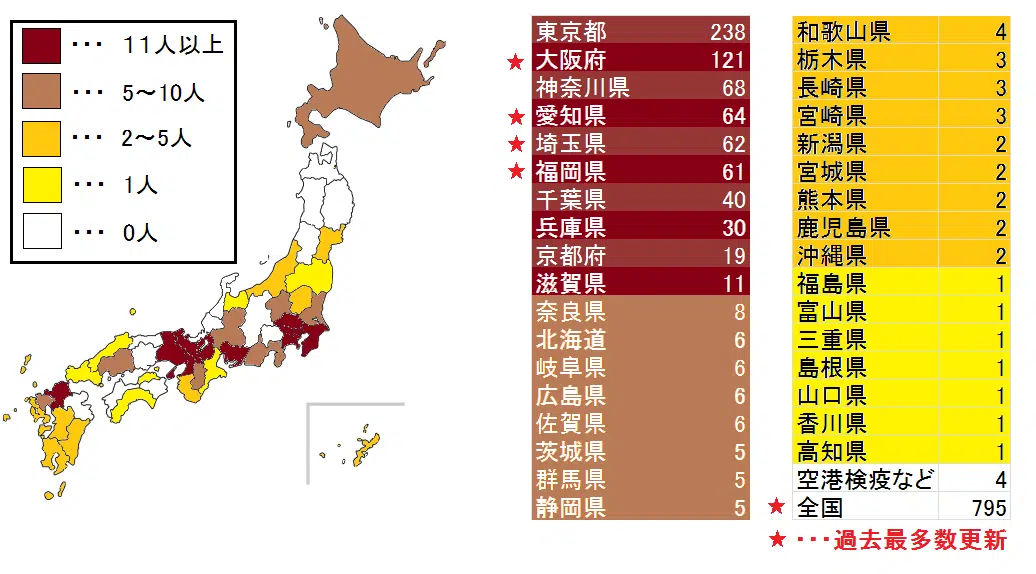 ･･･ 11人以上
･･･ 5～10人
･･･ 2～5人
･･･ 1人
･･･ 0人
東京都 238
★ 大阪府 121
神奈川県 68
★ 愛知県 64
★ 埼玉県 62
★ 福岡県 61
千葉県 40
兵庫県 30
京都府 19
滋賀県 11
奈良県 8
北海道 6
岐阜県 6
広島県 6
佐賀県 6
茨城県 5
群馬県 5
静岡県 5
和歌山県 4
栃木県 3
長崎県 3
宮崎県 3
新潟県 2
宮城県 2
熊本県 2
鹿児島県 2
沖縄県 2
福島県 1
富山県 1
三重県 1
島根県 1
山口県 1
香川県 1
高知県 1
空港検疫など 4
★ 全国 795
★ ･･･過去最多数更新